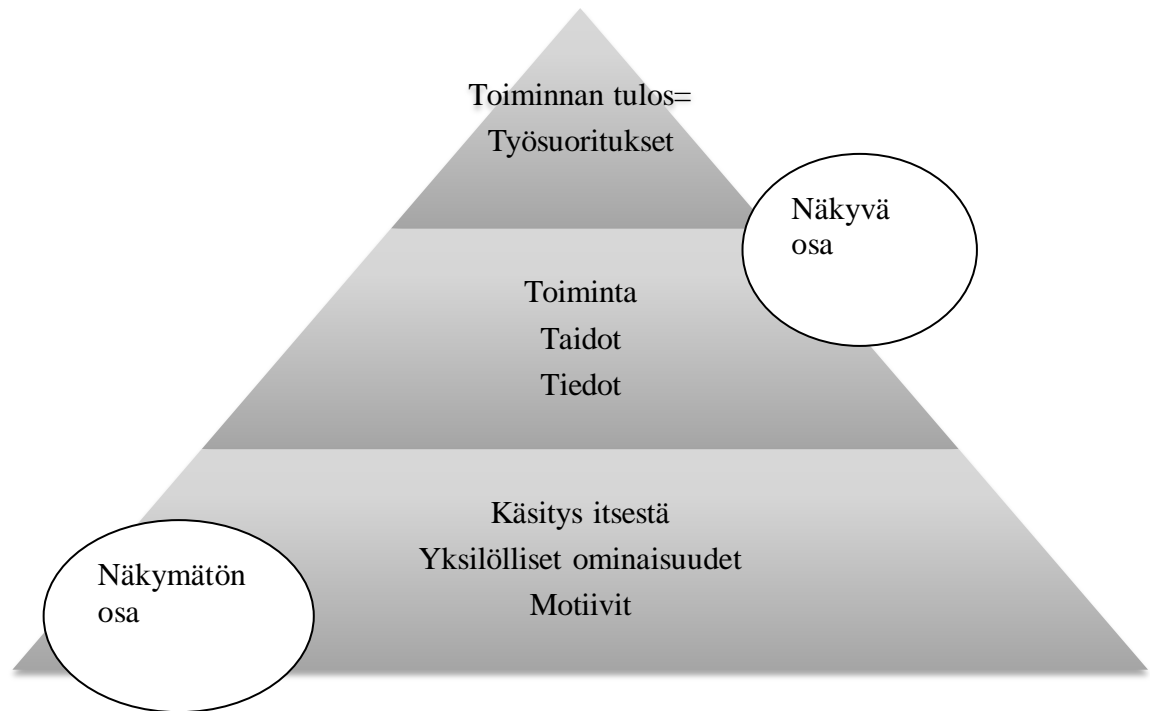 Toiminnan tulos=
Työsuoritukset
Näkyvä
osa
Toiminta
Taidot
Tiedot
Käsitys itsestä
Yksilölliset ominaisuudet
Motiivit
Näkymätön
osa